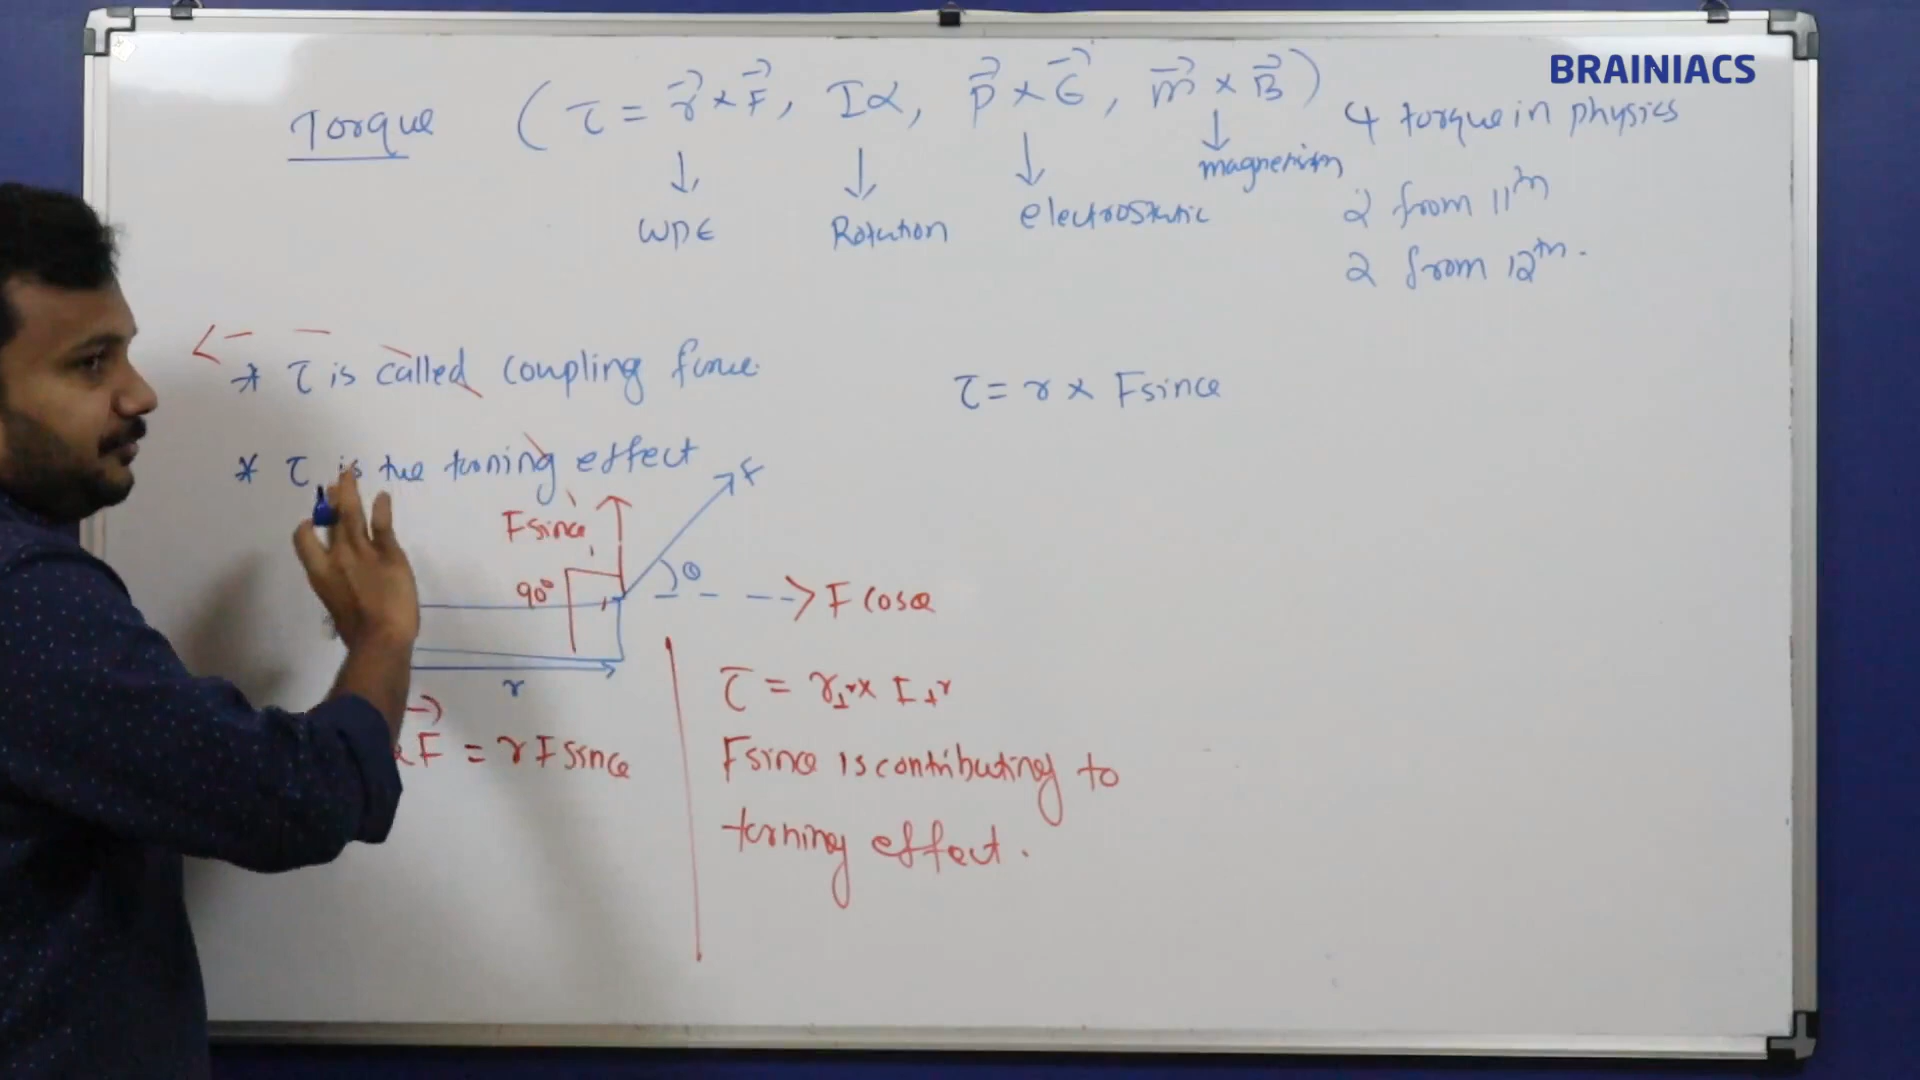 BRAINIACS
Torque (τ = r⃗ × F⃗, Iα, P⃗ × E⃗, m⃗ × B⃗)
4 torque in physics
WPE
Rotation
electrostatic
magnetism
2 from 11th
2 from 12th.
* τ is called coupling force
τ = r × Fsinθ
* τ is the turning effect
F
Fsinθ
90°
θ
F cosθ
r
× F⃗ = r F sinθ
τ = r⊥r × F⊥r
Fsinθ is contributing to
turning effect.